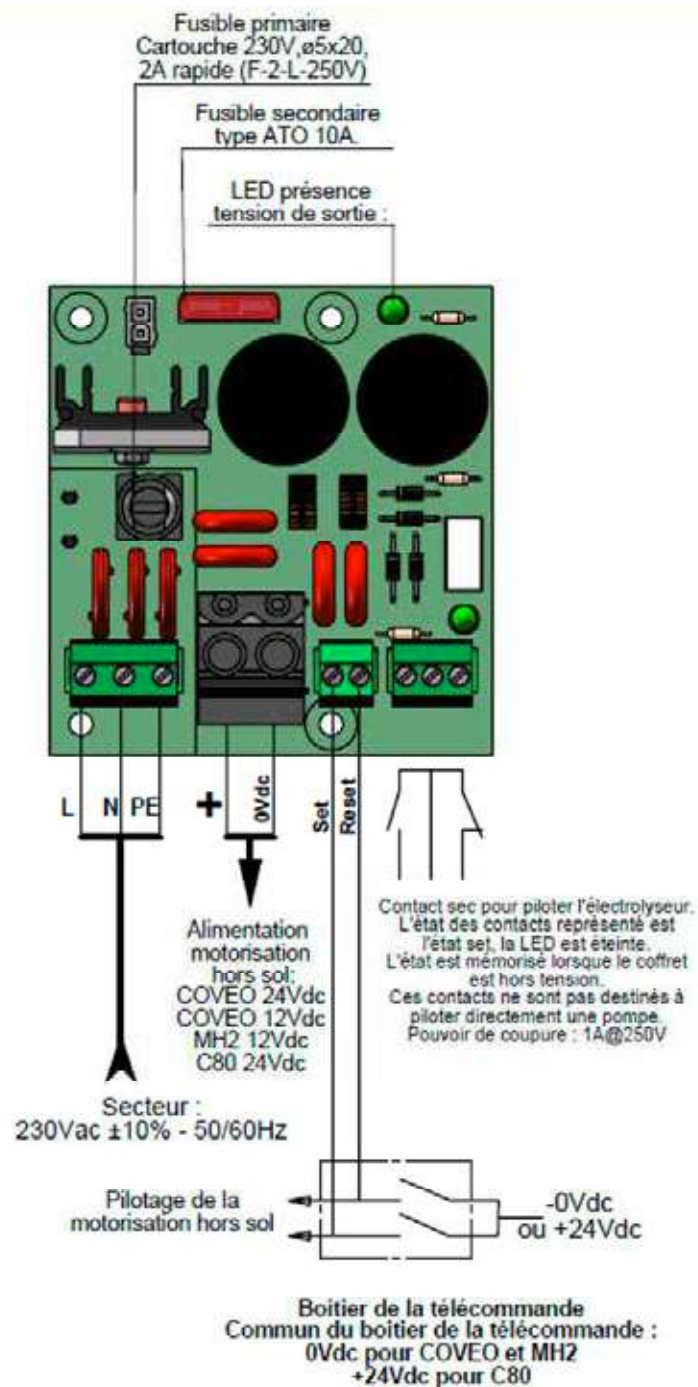 Fusible primaire
Cartouche 230V,ø5x20,
2A rapide (F-2-L-250V)
Fusible secondaire
type ATO 10A.
LED présence
tension de sortie :
L N PE
+
0Vdc
Set
Reset
Alimentation
motorisation
hors sol:
COVEO 24Vdc
COVEO 12Vdc
MH2 12Vdc
C80 24Vdc
Contact sec pour piloter l'électrolyseur.
L'état des contacts représenté est
l'état set, la LED est éteinte.
L'état est mémorisé lorsque le coffret
est hors tension.
Ces contacts ne sont pas destinés à
piloter directement une pompe.
Pouvoir de coupure : 1A@250V
Secteur :
230Vac ±10% - 50/60Hz
Pilotage de la
motorisation hors sol
-0Vdc
ou +24Vdc
Boitier de la télécommande
Commun du boitier de la télécommande :
0Vdc pour COVEO et MH2
+24Vdc pour C80